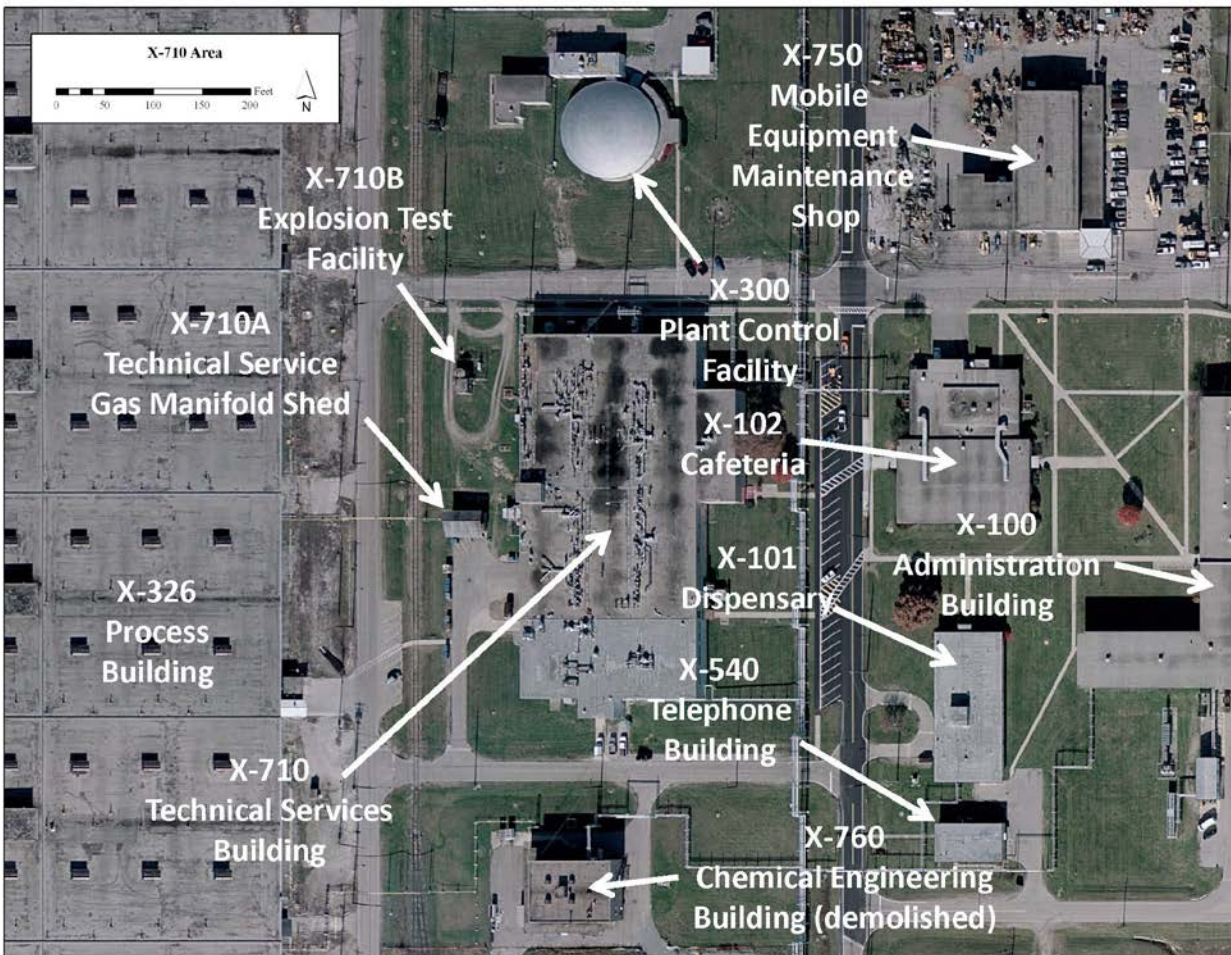 X-710 Area
Feet
0 50 100 150 200
N
X-750
Mobile
Equipment
Maintenance
Shop
X-710B
Explosion Test
Facility
X-300
Plant Control
Facility
X-710A
Technical Service
Gas Manifold Shed
X-102
Cafeteria
X-100
Administration
Building
X-101
Dispensary
X-326
Process
Building
X-540
Telephone
Building
X-710
Technical Services
Building
X-760
Chemical Engineering
Building (demolished)